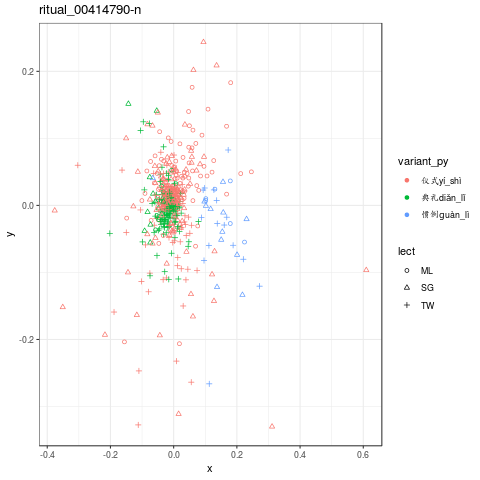 ritual_00414790-n
0.2
0.0
-0.2
y
-0.4
-0.2
0.0
0.2
0.4
0.6
x
variant_py
仪式yí_shì
典礼diǎn_lǐ
惯例guàn_lì
lect
ML
SG
TW